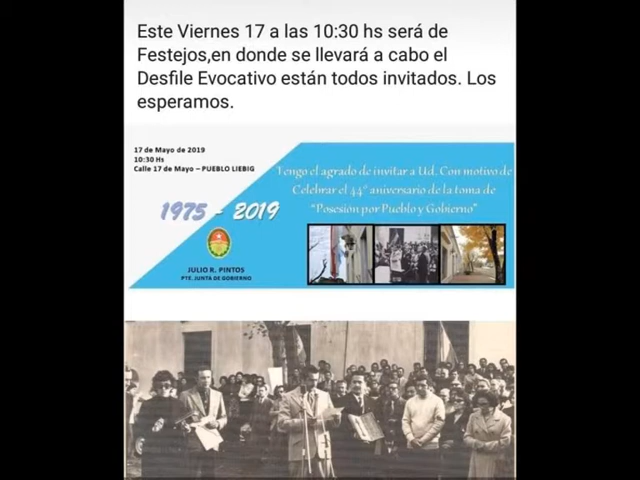 Este Viernes 17 a las 10:30 hs será de
Festejos,en donde se llevará a cabo el
Desfile Evocativo están todos invitados. Los
esperamos.
17 de Mayo de 2019
10:30 Hs
Calle 17 de Mayo – PUEBLO LIEBIG
Tengo el agrado de invitar a Ud. Con motivo de
Celebrar el 44° aniversario de la toma de
"Posesión por Pueblo y Gobierno"
1975 - 2019
JULIO R. PINTOS
PTE. JUNTA DE GOBIERNO